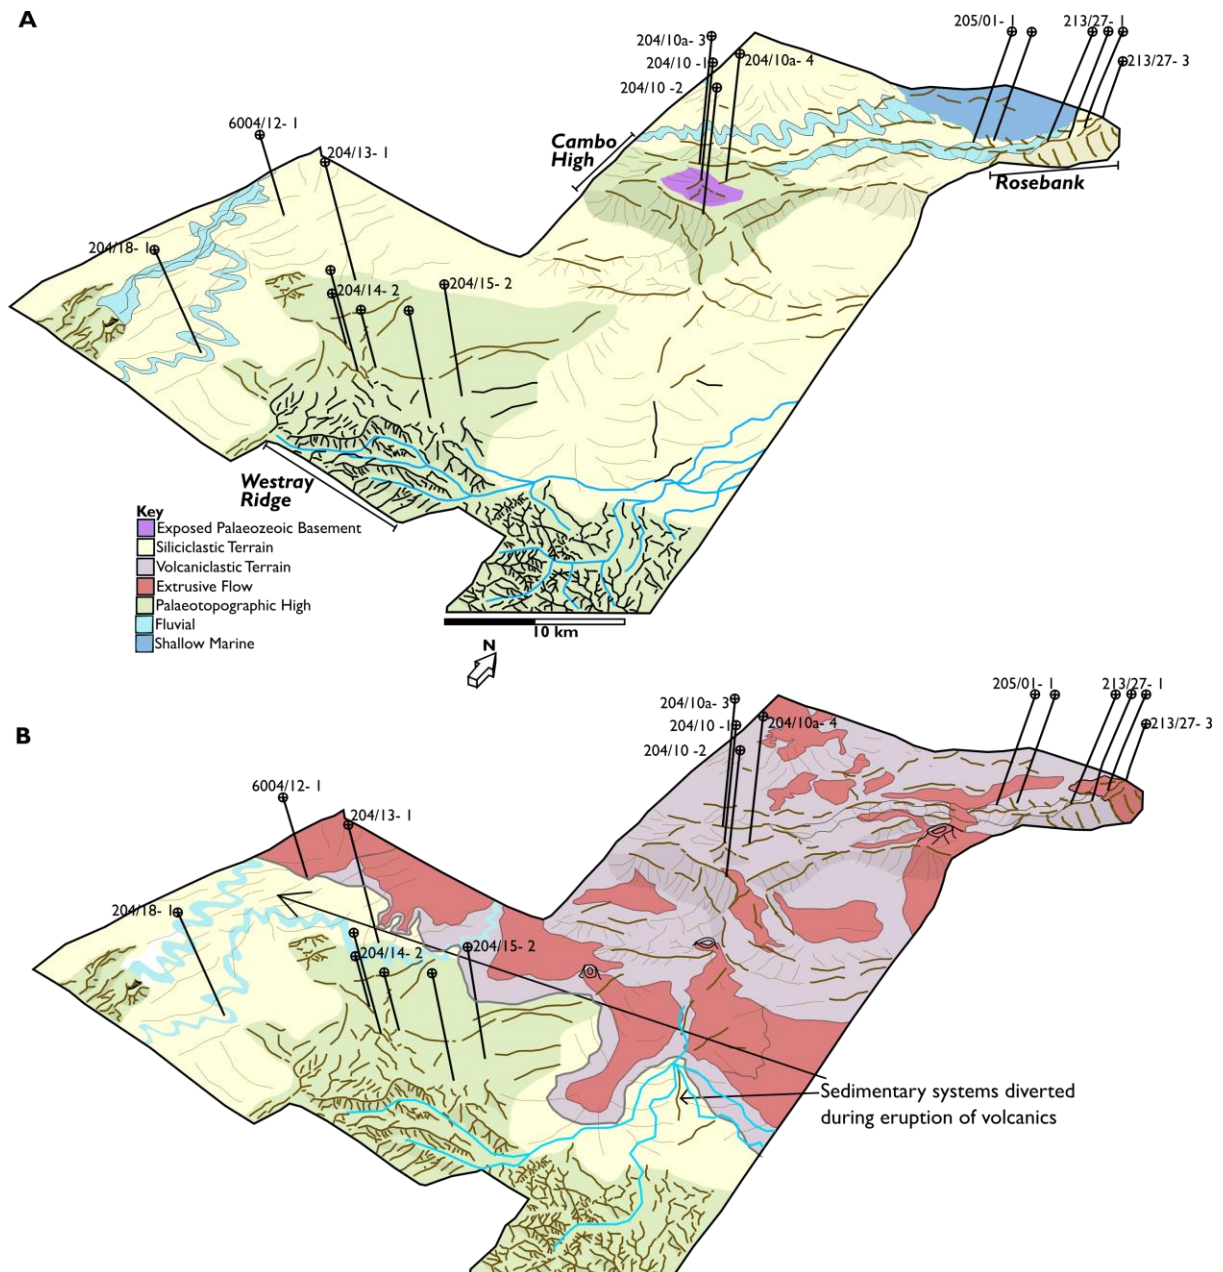 A
204/10a- 3
204/10 -1
204/10 -2
204/10a- 4
205/01- 1
213/27- 1
213/27- 3
6004/12- 1
204/13- 1
Cambo
High
Rosebank
204/18- 1
204/14- 2
204/15- 2
Westray
Ridge
Key
Exposed Palaeozeoic Basement
Siliciclastic Terrain
Volcaniclastic Terrain
Extrusive Flow
Palaeotopographic High
Fluvial
Shallow Marine
10 km
N
B
204/10a- 3
204/10 -1
204/10 -2
204/10a- 4
205/01- 1
213/27- 1
213/27- 3
6004/12- 1
204/13- 1
204/18- 1
204/14- 2
204/15- 2
Sedimentary systems diverted
during eruption of volcanics